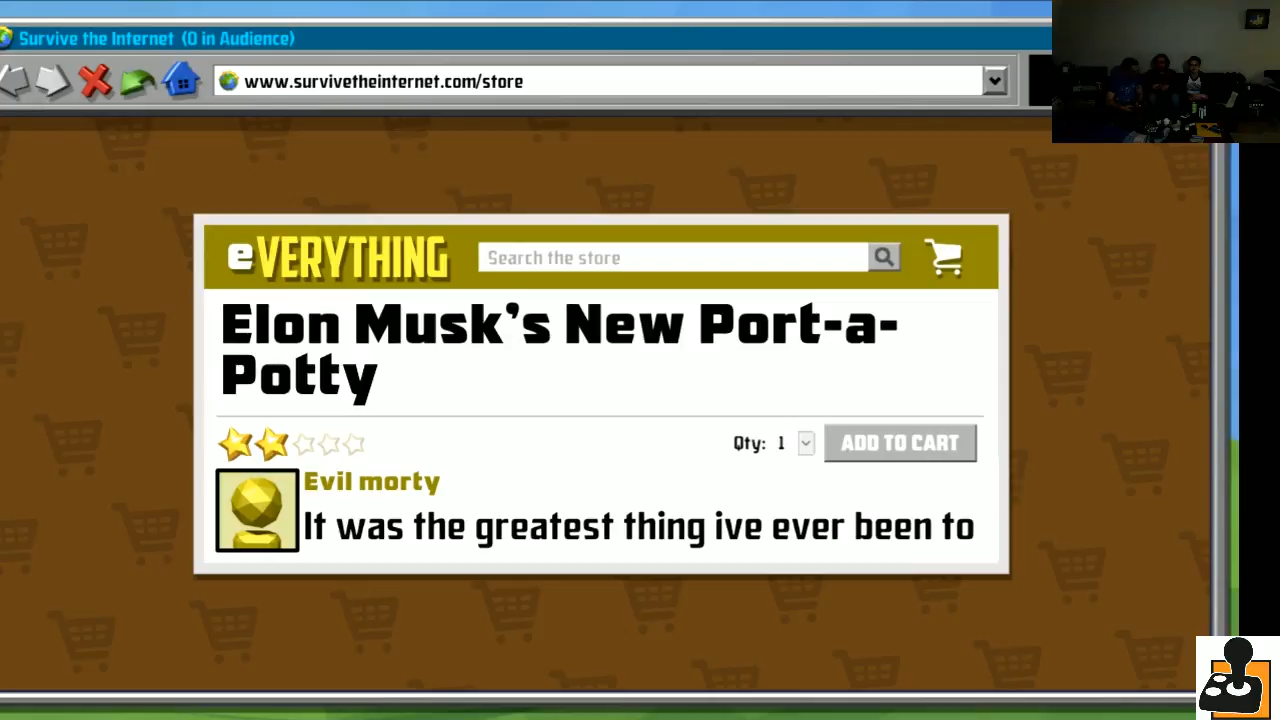 Survive the Internet (0 in Audience)
www.survivetheinternet.com/store
eVERYTHING
Search the store
Elon Musk's New Port-a-
Potty
Qty: 1
ADD TO CART
Evil morty
It was the greatest thing ive ever been to